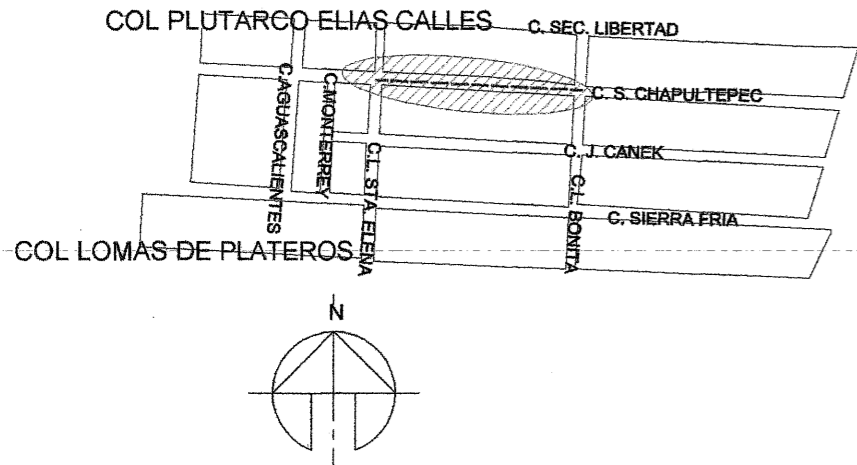 COL PLUTARCO ELIAS CALLES
C. SEC. LIBERTAD
C. S. CHAPULTEPEC
C.AGUASCALIENTES
C.MONTERREY
C.L. STA. ELENA
C. J. CANEK
C.L. BONITA
C. SIERRA FRIA
COL LOMAS DE PLATEROS
N